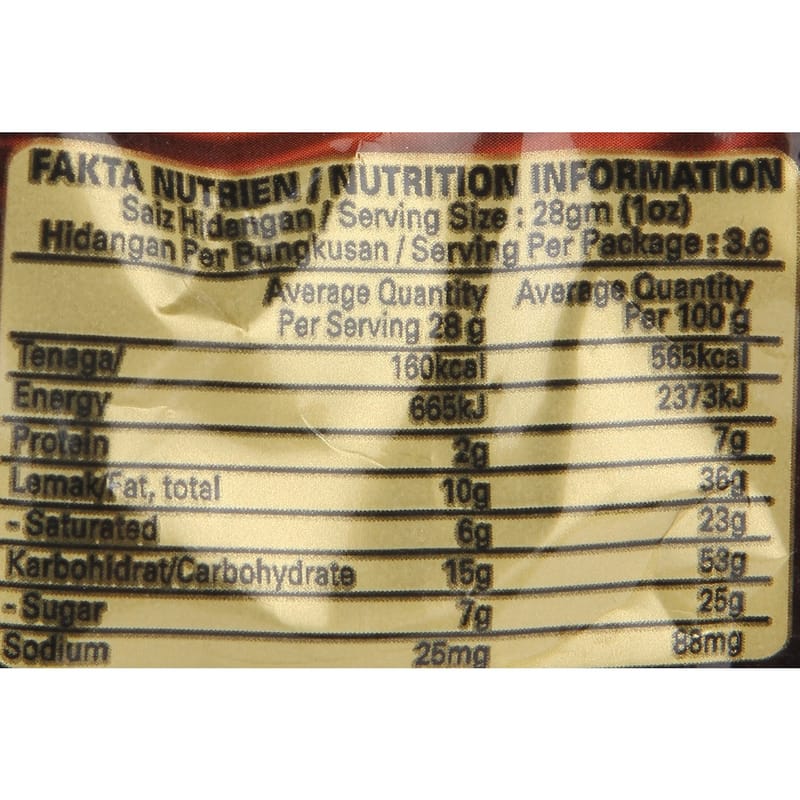 FAKTA NUTRIEN / NUTRITION INFORMATION
Saiz Hidangan / Serving Size : 28gm (1oz)
Hidangan Per Bungkusan / Serving Per Package : 3.6
Average Quantity Average Quantity
Per Serving 28 g Per 100 g
Tenaga/ 160kcal 565kcal
Energy 665kJ 2373kJ
Protein 2g 7g
Lemak/Fat, total 10g 36g
- Saturated 6g 23g
Karbohidrat/Carbohydrate 15g 53g
- Sugar 7g 25g
Sodium 25mg 88mg